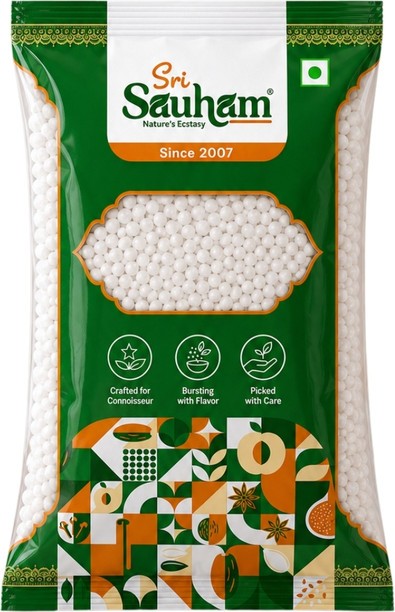 Sri
Sauham®
Nature's Ecstasy
Since 2007
Crafted for
Connoisseur
Bursting
with Flavor
Picked
with Care